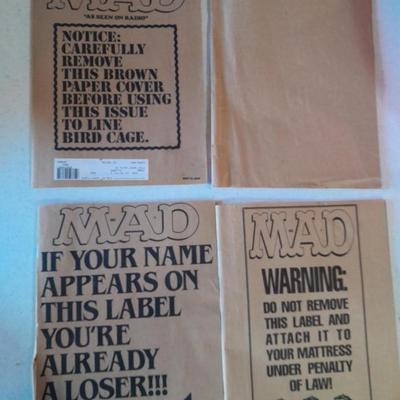 MAD
"AS SEEN ON RADIO"
NOTICE:
CAREFULLY
REMOVE
THIS BROWN
PAPER COVER
BEFORE USING
THIS ISSUE
TO LINE
BIRD CAGE.
MAD
IF YOUR NAME
APPEARS ON
THIS LABEL
YOU'RE
ALREADY
A LOSER!!!
MAD
WARNING:
DO NOT REMOVE
THIS LABEL AND
ATTACH IT TO
YOUR MATTRESS
UNDER PENALTY
OF LAW!